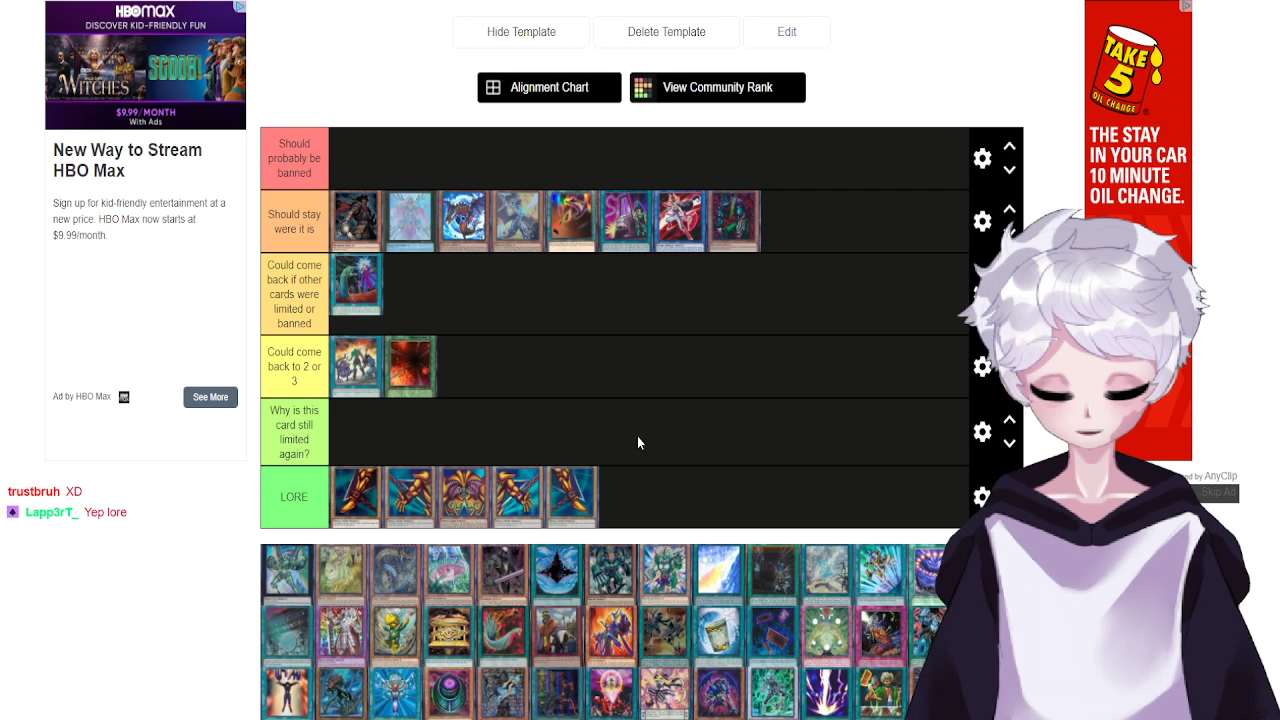 HBOMAX
DISCOVER KID-FRIENDLY FUN
WITCHES
SCOOB!
$9.99/MONTH
With Ads
New Way to Stream
HBO Max
Sign up for kid-friendly entertainment at a
new price. HBO Max now starts at
$9.99/month.
Ad by HBO Max
See More
trustbruh XD
Lapp3rT_ Yep lore
Hide Template
Delete Template
Edit
Alignment Chart
View Community Rank
Should
probably be
banned
Should stay
were it is
Could come
back if other
cards were
limited or
banned
Could come
back to 2 or
3
Why is this
card still
limited
again?
LORE
TAKE
5
OIL CHANGE.
THE STAY
IN YOUR CAR
10 MINUTE
OIL CHANGE.
ed by AnyClip
Skip Ad